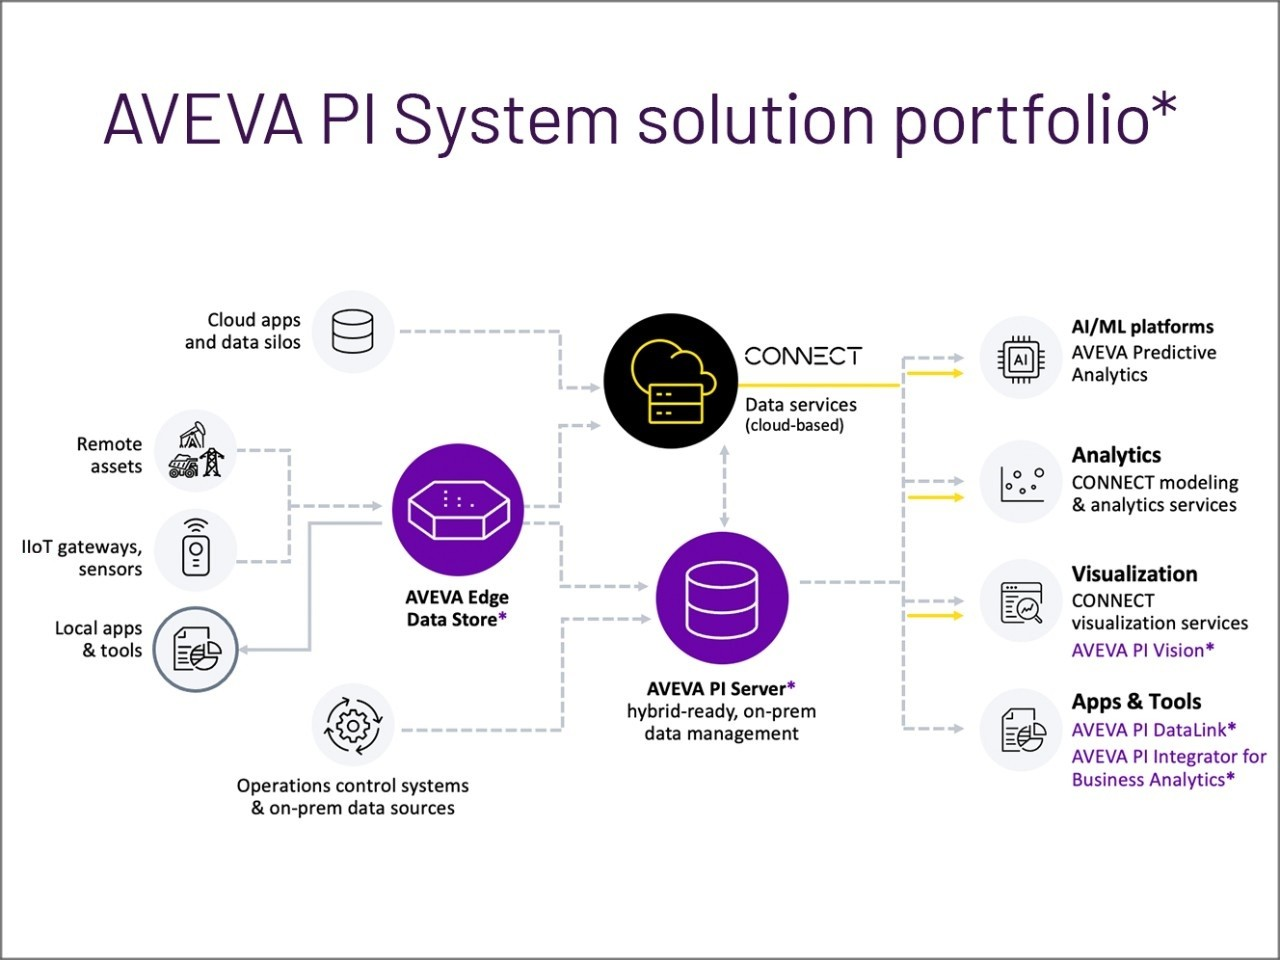 AVEVA PI System solution portfolio*
Cloud apps
and data silos
Remote
assets
IIoT gateways,
sensors
Local apps
& tools
AVEVA Edge
Data Store*
Operations control systems
& on-prem data sources
CONNECT
Data services
(cloud-based)
AVEVA PI Server*
hybrid-ready, on-prem
data management
AI
AI/ML platforms
AVEVA Predictive
Analytics
Analytics
CONNECT modeling
& analytics services
Visualization
CONNECT
visualization services
AVEVA PI Vision*
Apps & Tools
AVEVA PI DataLink*
AVEVA PI Integrator for
Business Analytics*